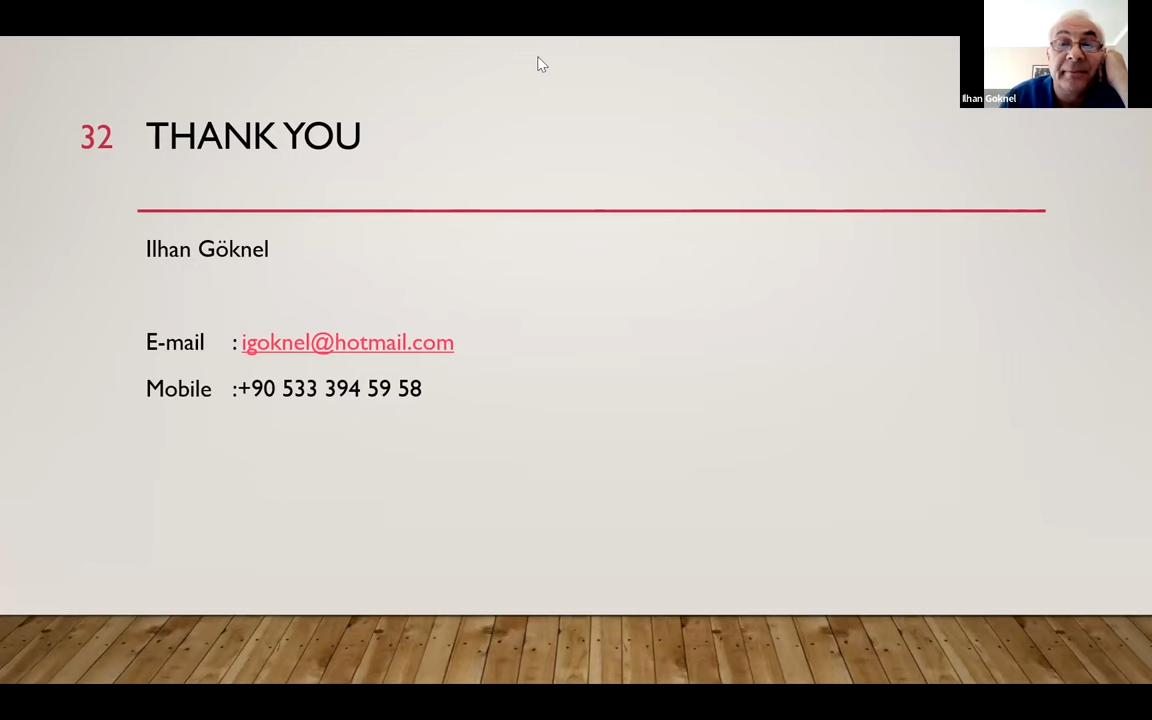 Ilhan Goknel
32 THANK YOU
Ilhan Göknel
E-mail : igoknel@hotmail.com
Mobile :+90 533 394 59 58